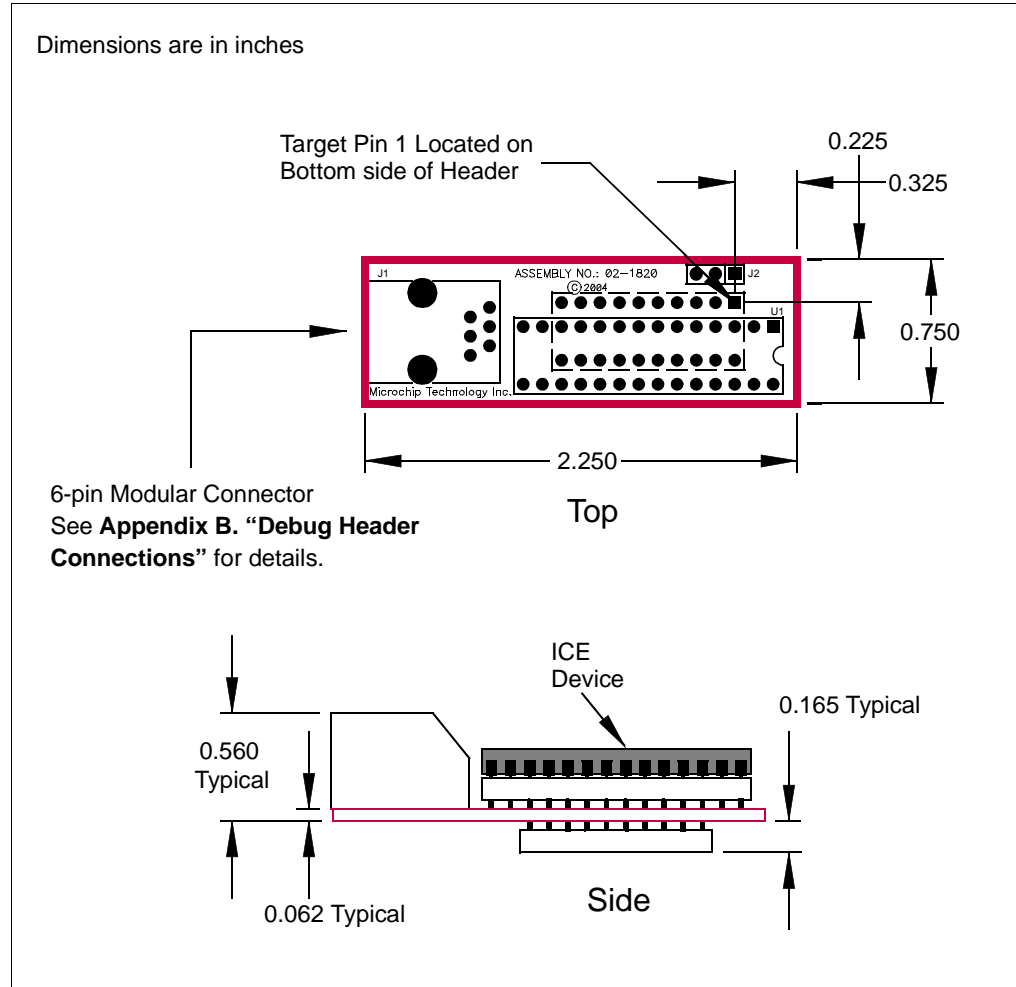 Dimensions are in inches
Target Pin 1 Located on
Bottom side of Header
0.225
0.325
J1
ASSEMBLY NO.: 02-1820
©2004
J2
U1
0.750
Microchip Technology Inc.
2.250
Top
6-pin Modular Connector
See Appendix B. “Debug Header
Connections” for details.
ICE
Device
0.165 Typical
0.560
Typical
0.062 Typical
Side